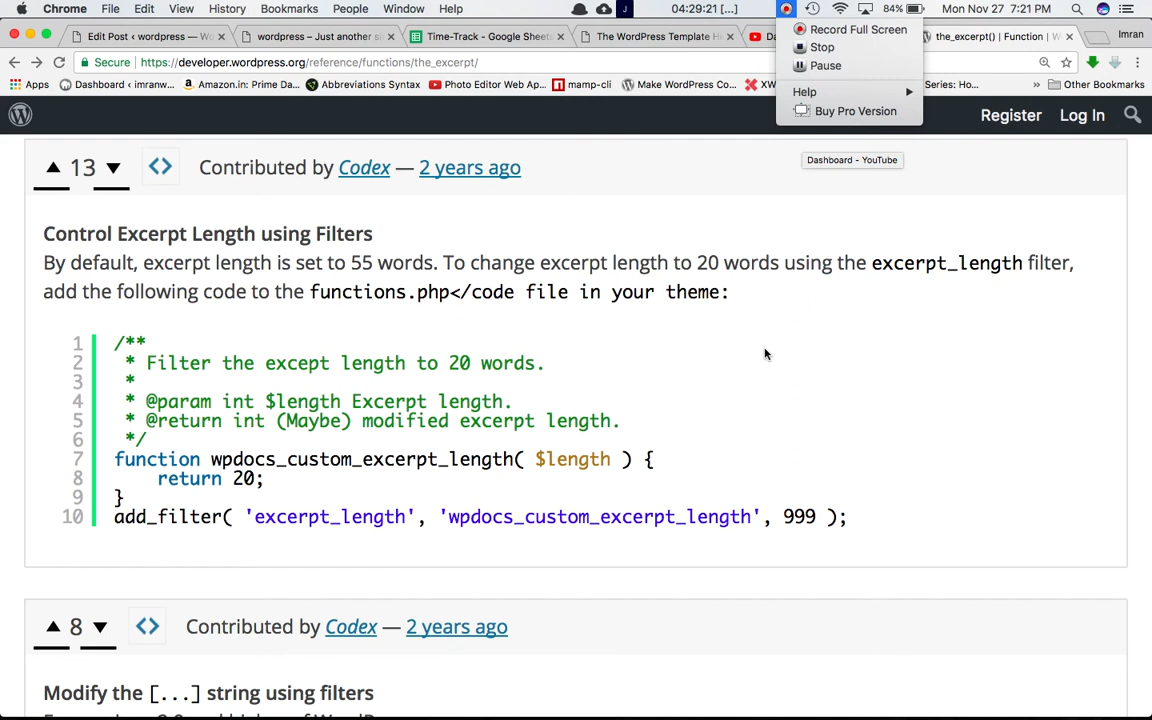 Chrome File Edit View History Bookmarks People Window Help 04:29:21 [...] 84% Mon Nov 27 7:21 PM
Edit Post ‹ wordpress — Wo × wordpress – Just another si × Time-Track - Google Sheets × The WordPress Template Hi × Da the_excerpt() | Function | W × Imran
Secure https://developer.wordpress.org/reference/functions/the_excerpt/
Apps Dashboard ‹ imranw... Amazon.in: Prime Da... Abbreviations Syntax Photo Editor Web Ap... mamp-cli Make WordPress Co... XW Series: Ho... » Other Bookmarks
Record Full Screen
Stop
Pause
Help
Buy Pro Version
Register Log In
Dashboard - YouTube
13 Contributed by Codex — 2 years ago
Control Excerpt Length using Filters
By default, excerpt length is set to 55 words. To change excerpt length to 20 words using the excerpt_length filter,
add the following code to the functions.php</code file in your theme:
1 /**
2 * Filter the except length to 20 words.
3 *
4 * @param int $length Excerpt length.
5 * @return int (Maybe) modified excerpt length.
6 */
7 function wpdocs_custom_excerpt_length( $length ) {
8 return 20;
9 }
10 add_filter( 'excerpt_length', 'wpdocs_custom_excerpt_length', 999 );
8 Contributed by Codex — 2 years ago
Modify the [...] string using filters